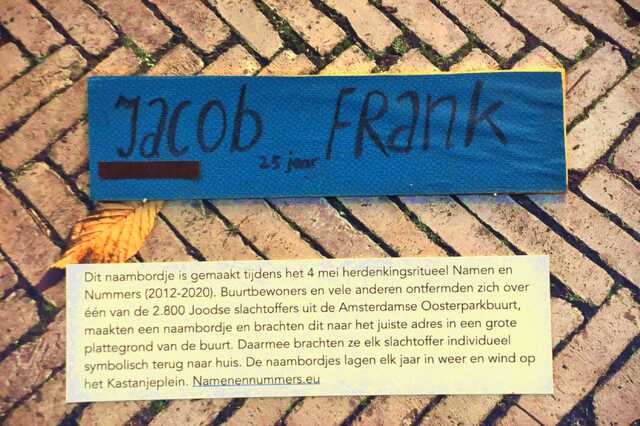 Jacob Frank
25 jaar
Dit naambordje is gemaakt tijdens het 4 mei herdenkingsritueel Namen en
Nummers (2012-2020). Buurtbewoners en vele anderen ontfermden zich over
één van de 2.800 Joodse slachtoffers uit de Amsterdamse Oosterparkbuurt,
maakten een naambordje en brachten dit naar het juiste adres in een grote
plattegrond van de buurt. Daarmee brachten ze elk slachtoffer individueel
symbolisch terug naar huis. De naambordjes lagen elk jaar in weer en wind op
het Kastanjeplein. Namenennummers.eu